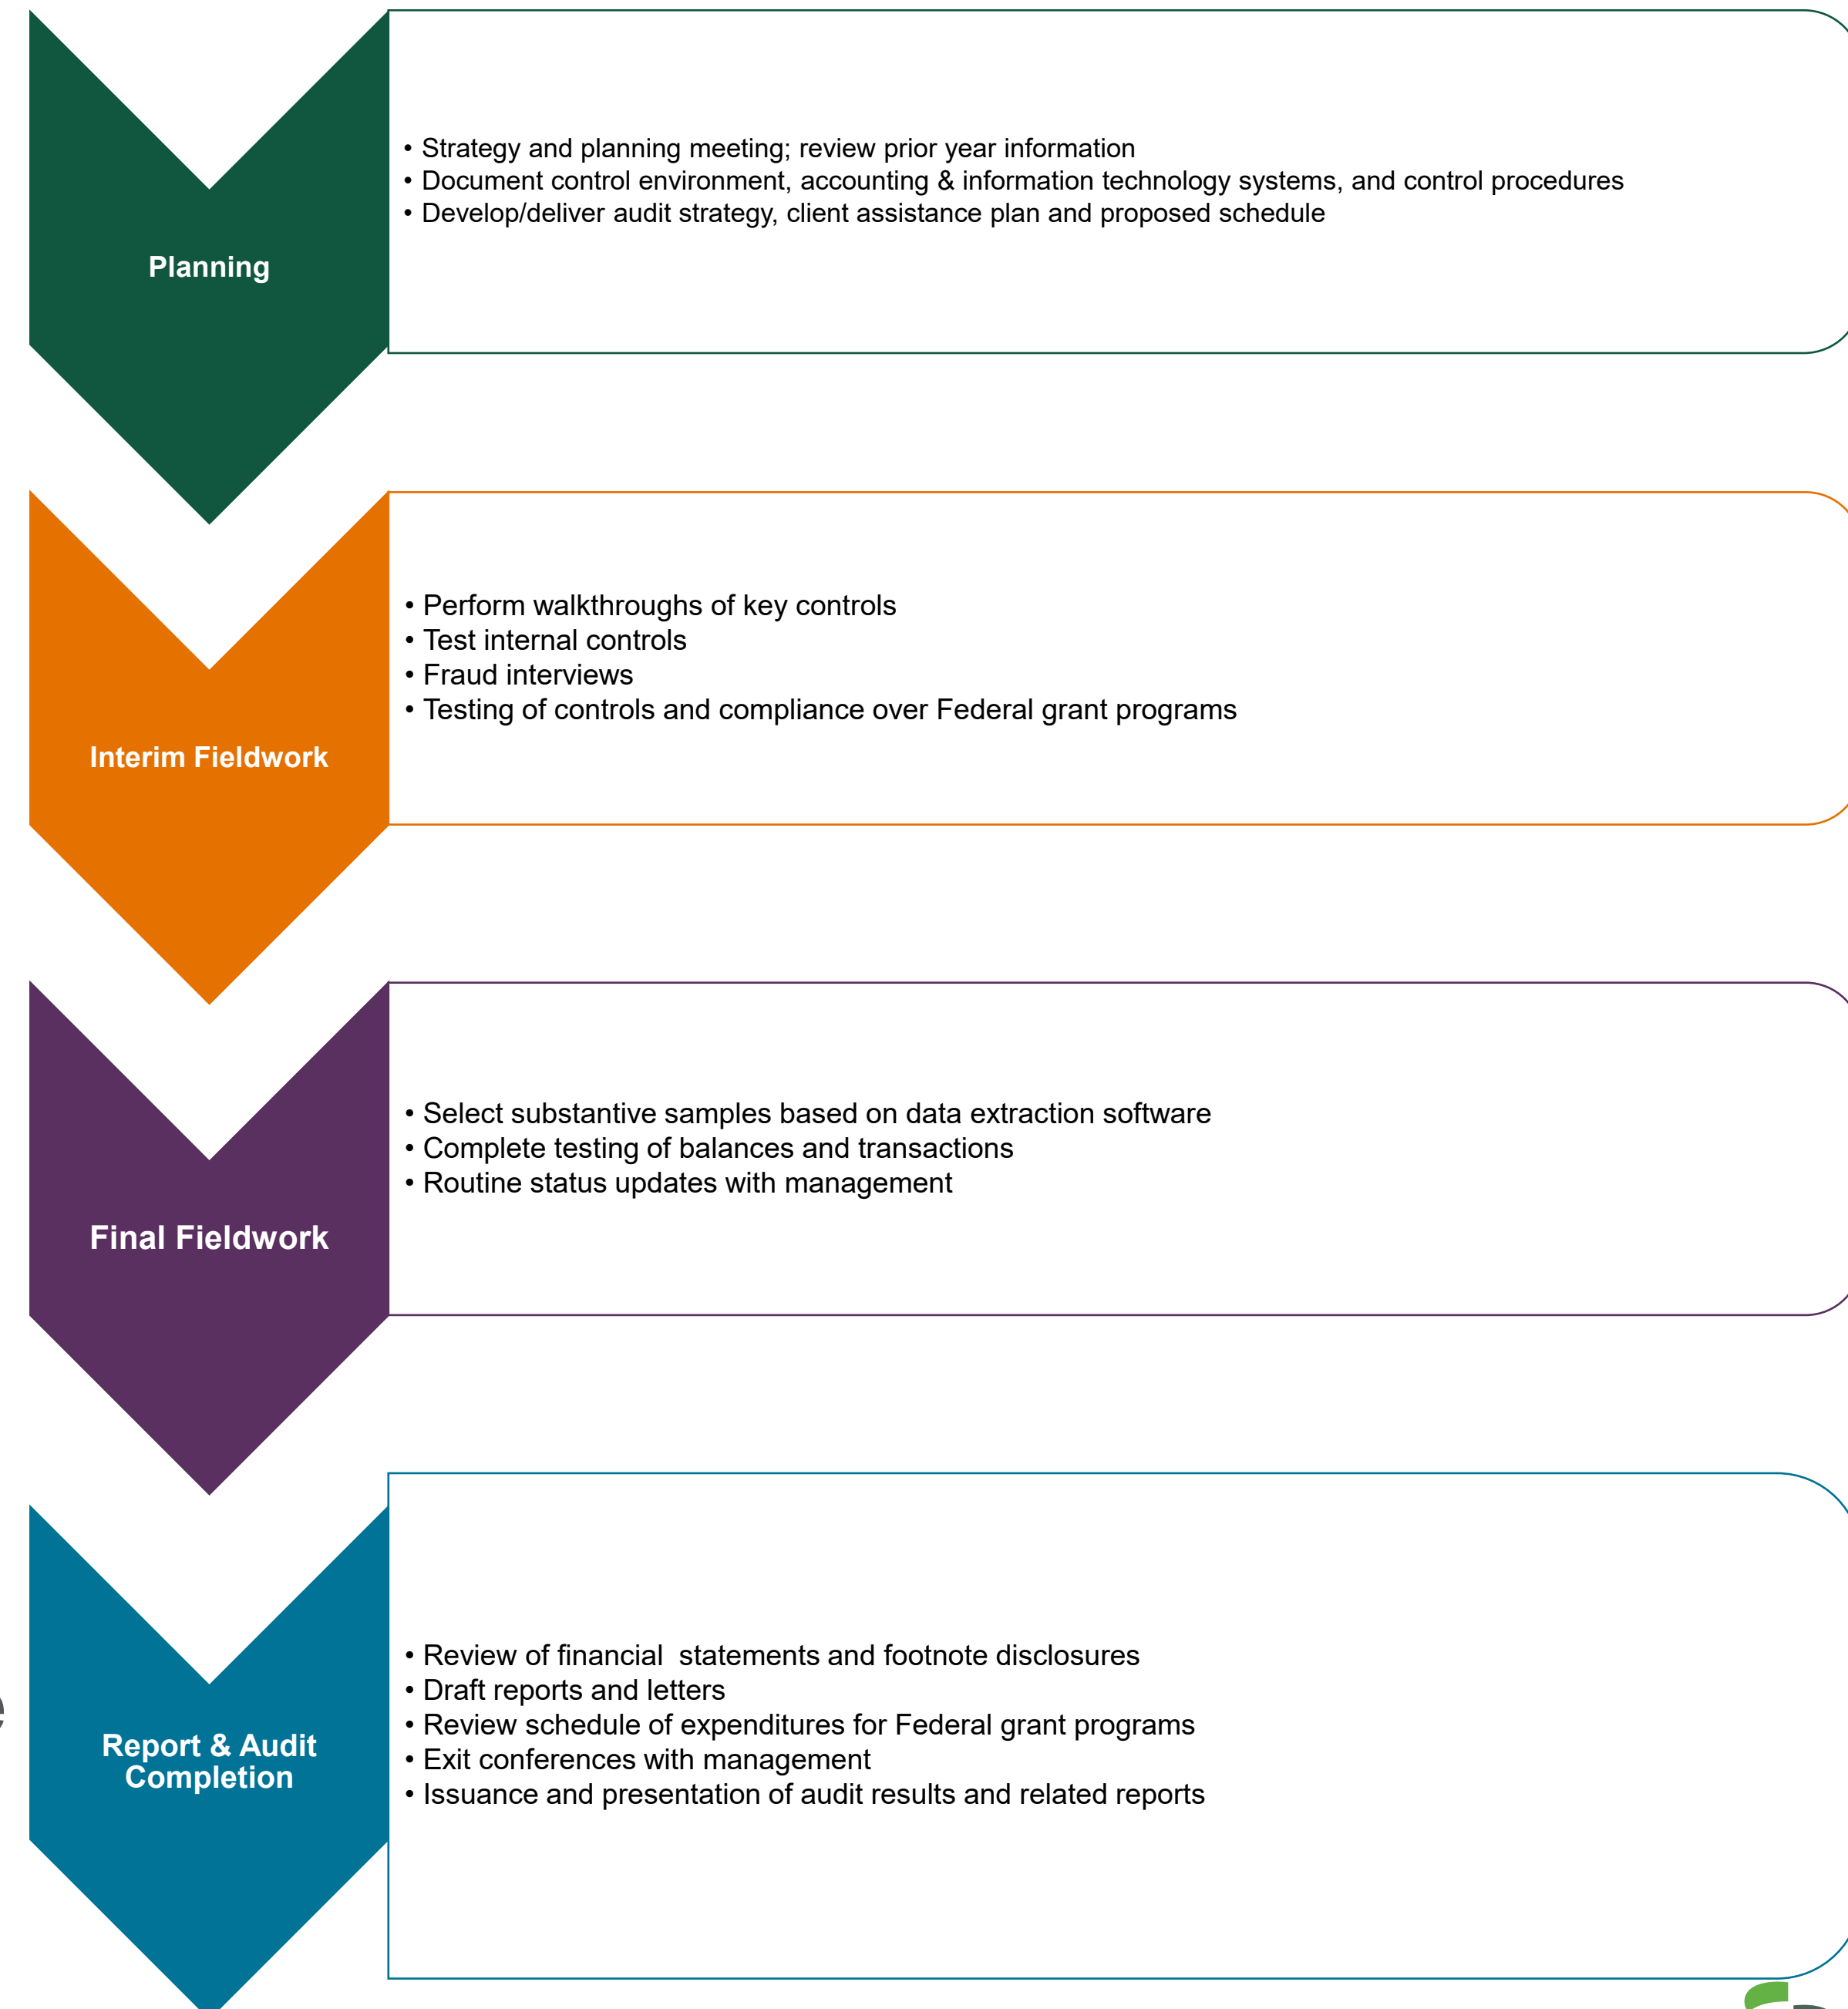 Planning
• Strategy and planning meeting; review prior year information
• Document control environment, accounting & information technology systems, and control procedures
• Develop/deliver audit strategy, client assistance plan and proposed schedule
Interim Fieldwork
• Perform walkthroughs of key controls
• Test internal controls
• Fraud interviews
• Testing of controls and compliance over Federal grant programs
Final Fieldwork
• Select substantive samples based on data extraction software
• Complete testing of balances and transactions
• Routine status updates with management
Report & Audit
Completion
• Review of financial  statements and footnote disclosures
• Draft reports and letters
• Review schedule of expenditures for Federal grant programs
• Exit conferences with management
• Issuance and presentation of audit results and related reports